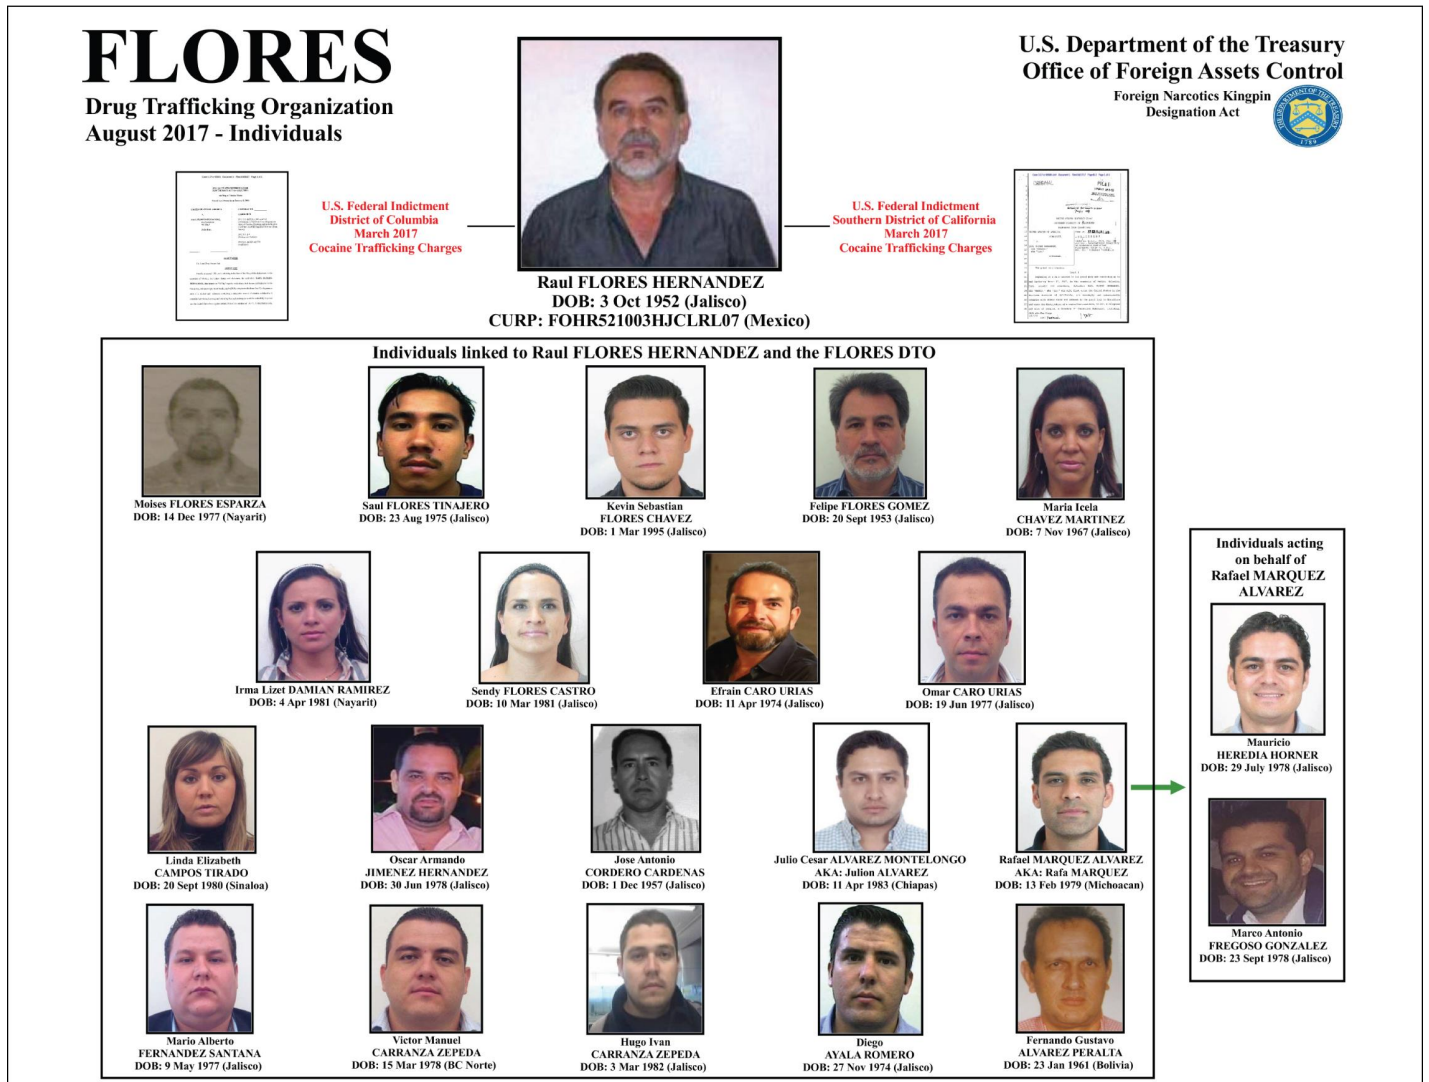 FLORES
Drug Trafficking Organization
August 2017 - Individuals
U.S. Department of the Treasury
Office of Foreign Assets Control
Foreign Narcotics Kingpin
Designation Act
THE DEPARTMENT OF THE TREASURY
1789
U.S. Federal Indictment
District of Columbia
March 2017
Cocaine Trafficking Charges
U.S. Federal Indictment
Southern District of California
March 2017
Cocaine Trafficking Charges
Raul FLORES HERNANDEZ
DOB: 3 Oct 1952 (Jalisco)
CURP: FOHR521003HJCLRL07 (Mexico)
Individuals linked to Raul FLORES HERNANDEZ and the FLORES DTO
Moises FLORES ESPARZA
DOB: 14 Dec 1977 (Nayarit)
Saul FLORES TINAJERO
DOB: 23 Aug 1975 (Jalisco)
Kevin Sebastian
FLORES CHAVEZ
DOB: 1 Mar 1995 (Jalisco)
Felipe FLORES GOMEZ
DOB: 20 Sept 1953 (Jalisco)
Maria Icela
CHAVEZ MARTINEZ
DOB: 7 Nov 1967 (Jalisco)
Irma Lizet DAMIAN RAMIREZ
DOB: 4 Apr 1981 (Nayarit)
Sendy FLORES CASTRO
DOB: 10 Mar 1981 (Jalisco)
Efrain CARO URIAS
DOB: 11 Apr 1974 (Jalisco)
Omar CARO URIAS
DOB: 19 Jun 1977 (Jalisco)
Linda Elizabeth
CAMPOS TIRADO
DOB: 20 Sept 1980 (Sinaloa)
Oscar Armando
JIMENEZ HERNANDEZ
DOB: 30 Jun 1978 (Jalisco)
Jose Antonio
CORDERO CARDENAS
DOB: 1 Dec 1957 (Jalisco)
Julio Cesar ALVAREZ MONTELONGO
AKA: Julion ALVAREZ
DOB: 11 Apr 1983 (Chiapas)
Rafael MARQUEZ ALVAREZ
AKA: Rafa MARQUEZ
DOB: 13 Feb 1979 (Michoacan)
Mario Alberto
FERNANDEZ SANTANA
DOB: 9 May 1977 (Jalisco)
Victor Manuel
CARRANZA ZEPEDA
DOB: 15 Mar 1978 (BC Norte)
Hugo Ivan
CARRANZA ZEPEDA
DOB: 3 Mar 1982 (Jalisco)
Diego
AYALA ROMERO
DOB: 27 Nov 1974 (Jalisco)
Fernando Gustavo
ALVAREZ PERALTA
DOB: 23 Jan 1961 (Bolivia)
Individuals acting
on behalf of
Rafael MARQUEZ
ALVAREZ
Mauricio
HEREDIA HORNER
DOB: 29 July 1978 (Jalisco)
Marco Antonio
FREGOSO GONZALEZ
DOB: 23 Sept 1978 (Jalisco)